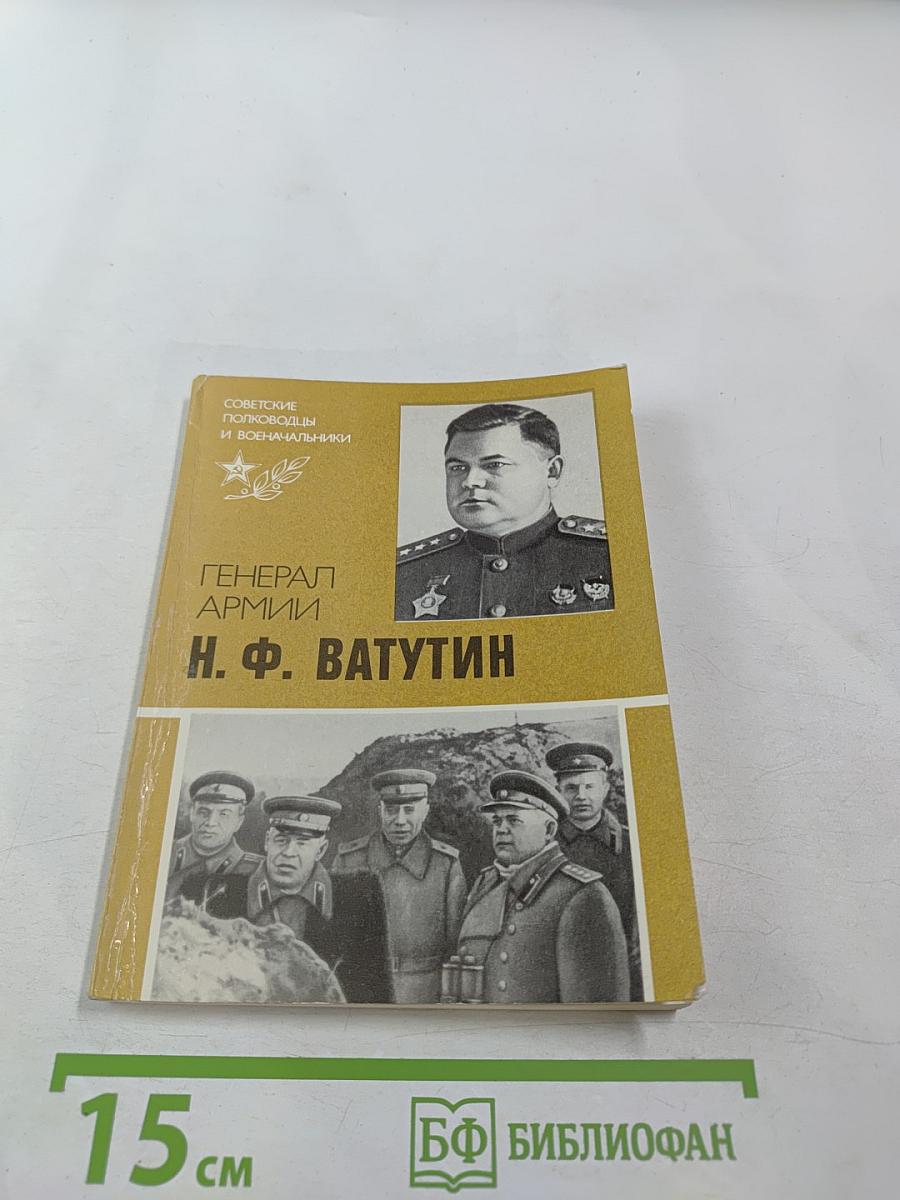 СОВЕТСКИЕ
ПОЛКОВОДЦЫ
И ВОЕНАЧАЛЬНИКИ
ГЕНЕРАЛ
АРМИИ
Н. Ф. ВАТУТИН
15 см
БФ БИБЛИОФАН